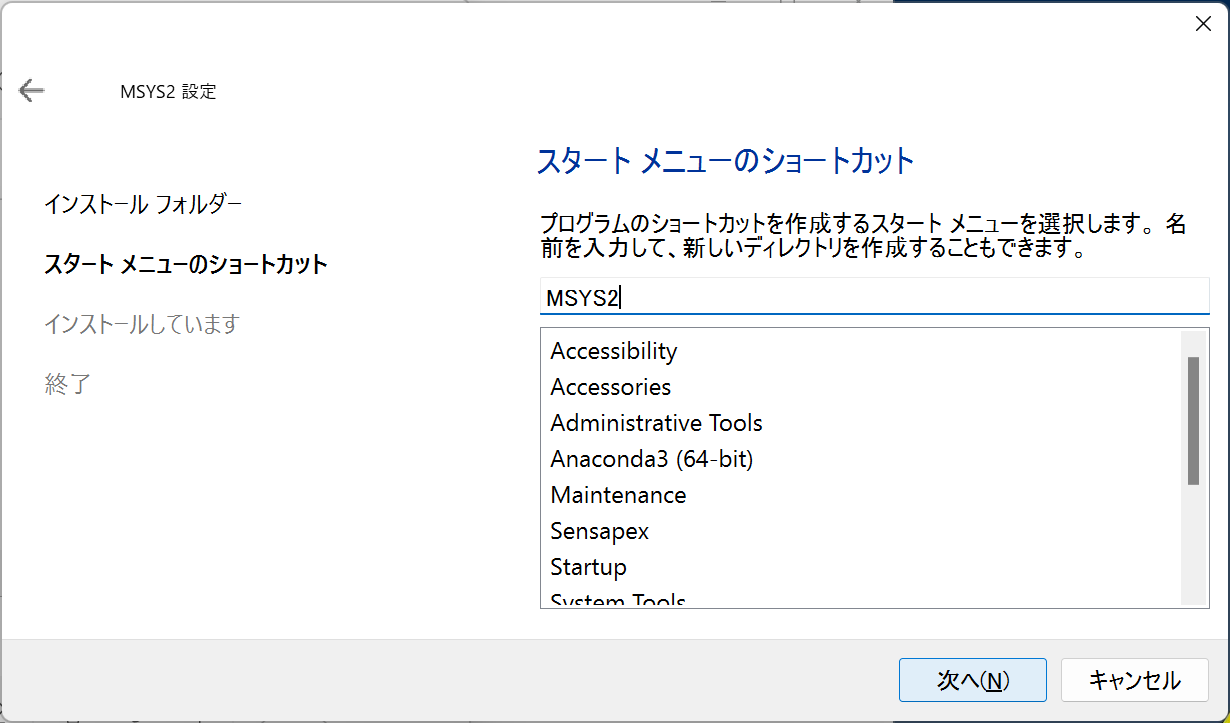 MSYS2 設定
インストール フォルダー
スタート メニューのショートカット
インストールしています
終了
スタート メニューのショートカット
プログラムのショートカットを作成するスタート メニューを選択します。名
前を入力して、新しいディレクトリを作成することもできます。
MSYS2
Accessibility
Accessories
Administrative Tools
Anaconda3 (64-bit)
Maintenance
Sensapex
Startup
System Tools
次へ(N)
キャンセル